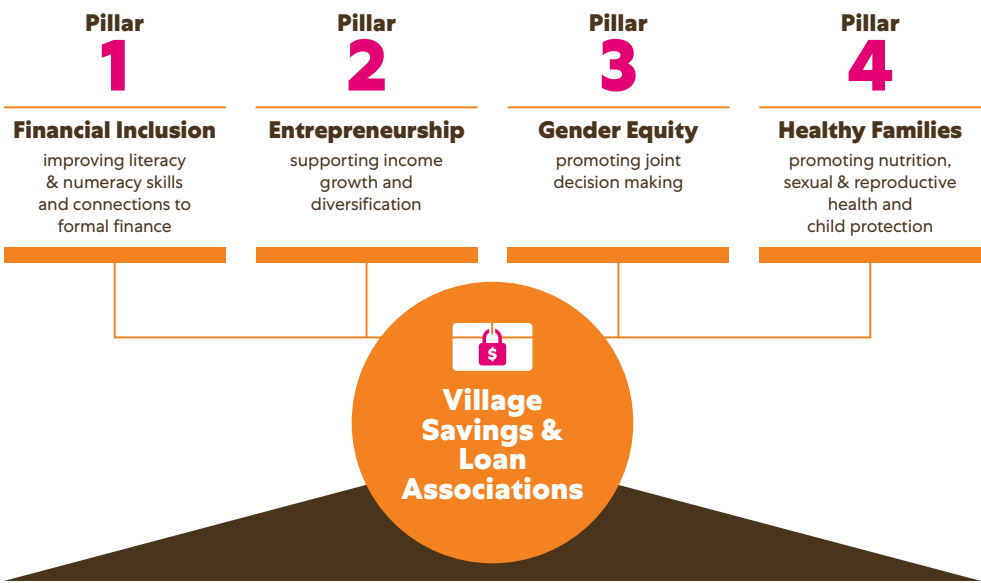 Pillar
1
Financial Inclusion
improving literacy
& numeracy skills
and connections to
formal finance
Pillar
2
Entrepreneurship
supporting income
growth and
diversification
Pillar
3
Gender Equity
promoting joint
decision making
Pillar
4
Healthy Families
promoting nutrition,
sexual & reproductive
health and
child protection
$
Village
Savings &
Loan
Associations